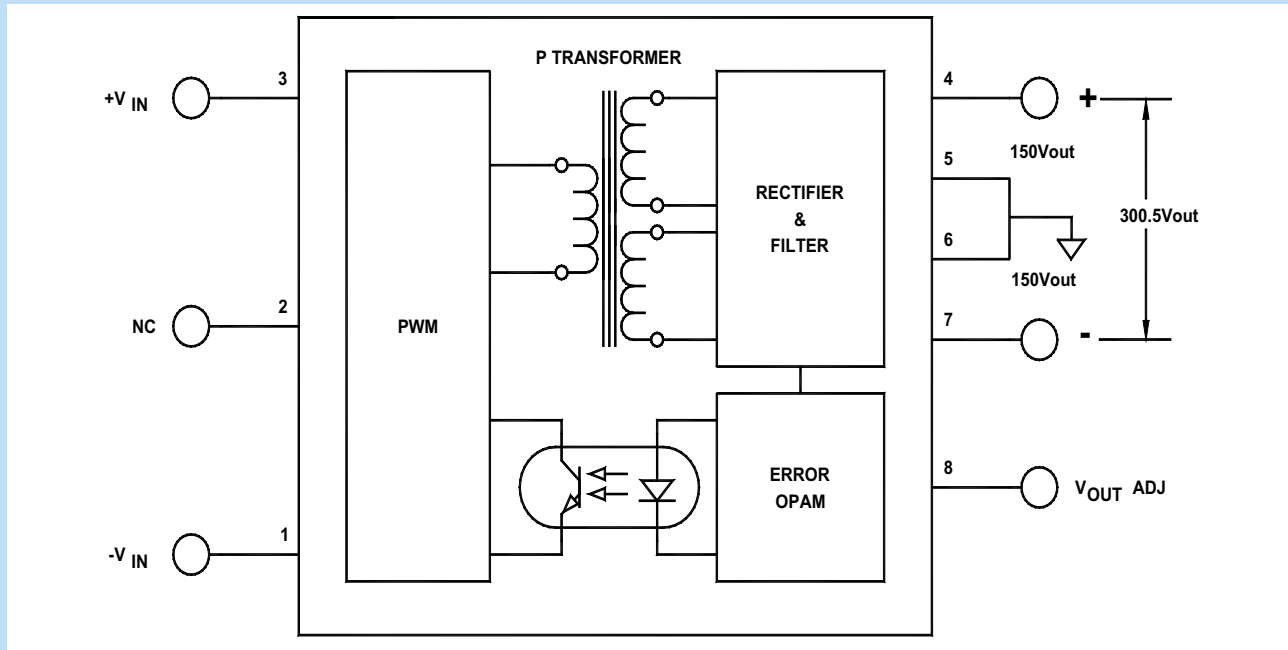 P TRANSFORMER
3
+V IN
4
+
150Vout
5
RECTIFIER
&
FILTER
300.5Vout
6
150Vout
2
NC
PWM
7
-
ERROR
OPAM
8
VOUT ADJ
1
-V IN